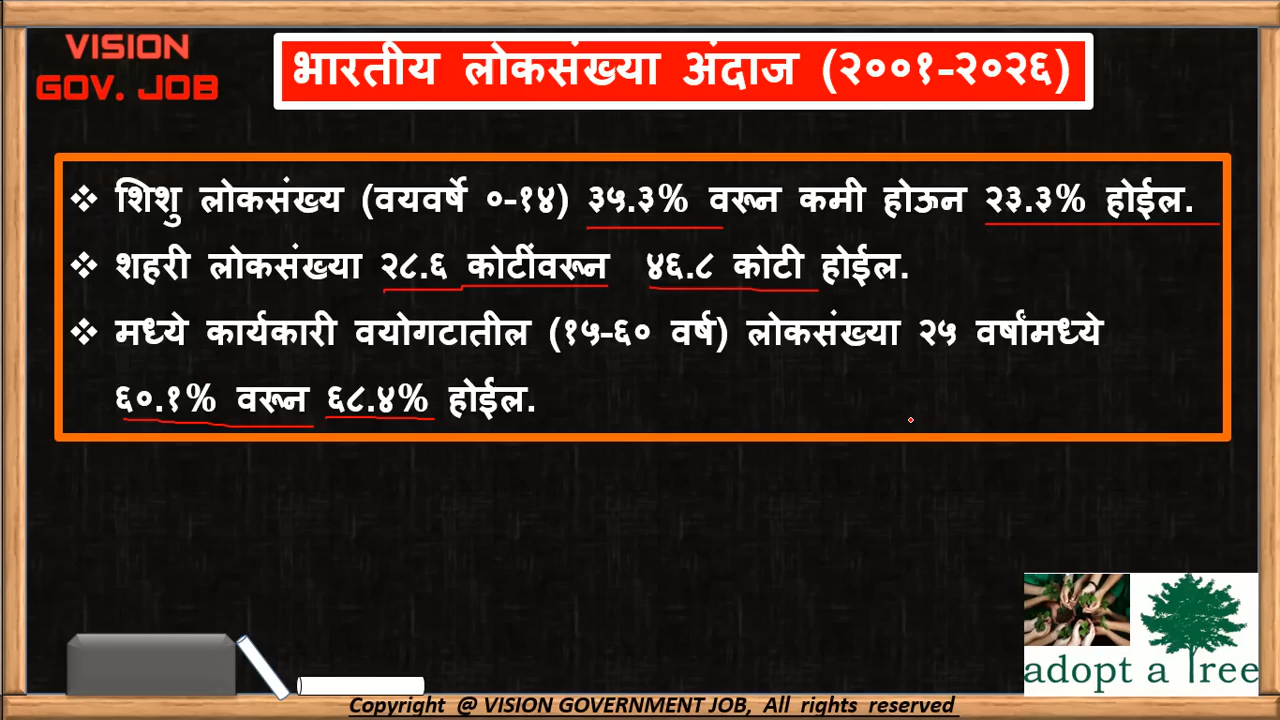 VISION
GOV. JOB
भारतीय लोकसंख्या अंदाज (२००१-२०२६)
❖ शिशु लोकसंख्य (वयवर्षे ०-१४) ३५.३% वरून कमी होऊन २३.३% होईल.
❖ शहरी लोकसंख्या २८.६ कोटींवरून ४६.८ कोटी होईल.
❖ मध्ये कार्यकारी वयोगटातील (१५-६० वर्ष) लोकसंख्या २५ वर्षांमध्ये
६०.१% वरून ६८.४% होईल.
adopt a Tree
Copyright @ VISION GOVERNMENT JOB, All rights reserved